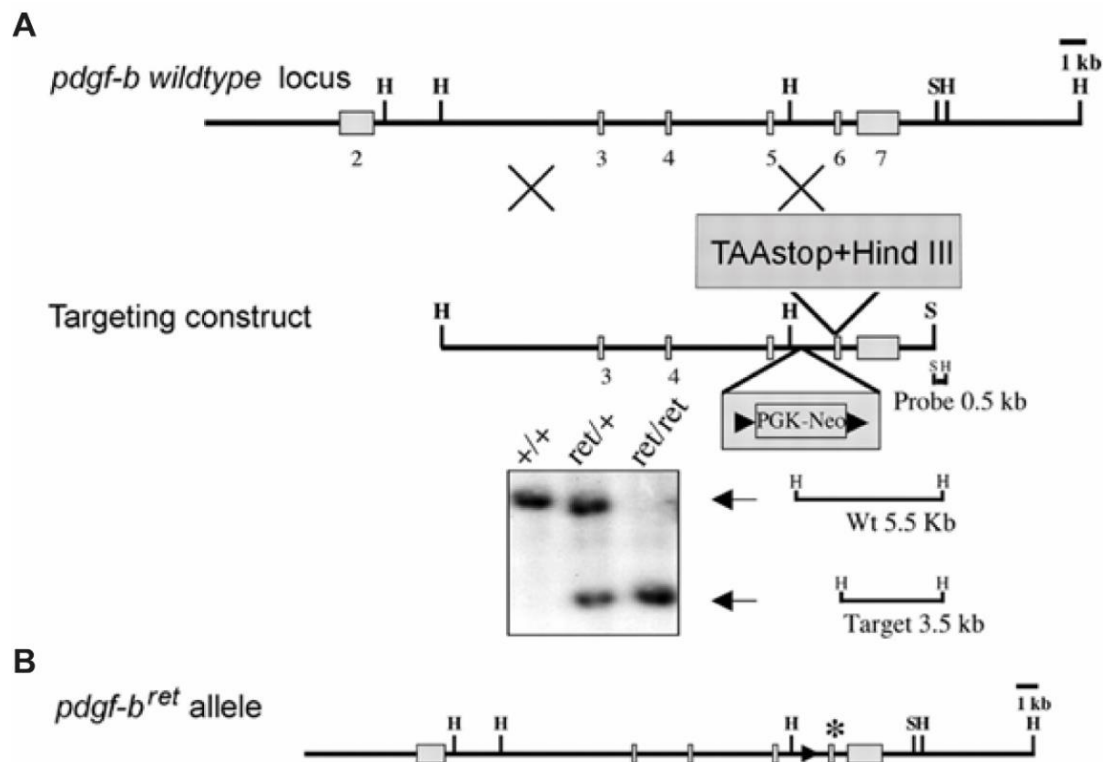 A
1 kb
pdgf-b wildtype locus
H H H SH H
2 3 4 5 6 7
TAAstop+Hind III
Targeting construct
H H S
3 4
S H
Probe 0.5 kb
PGK-Neo
+/+ ret/+ ret/ret
H H
Wt 5.5 Kb
H H
Target 3.5 kb
B
pdgf-b^ret allele
1 kb
H H H * SH H